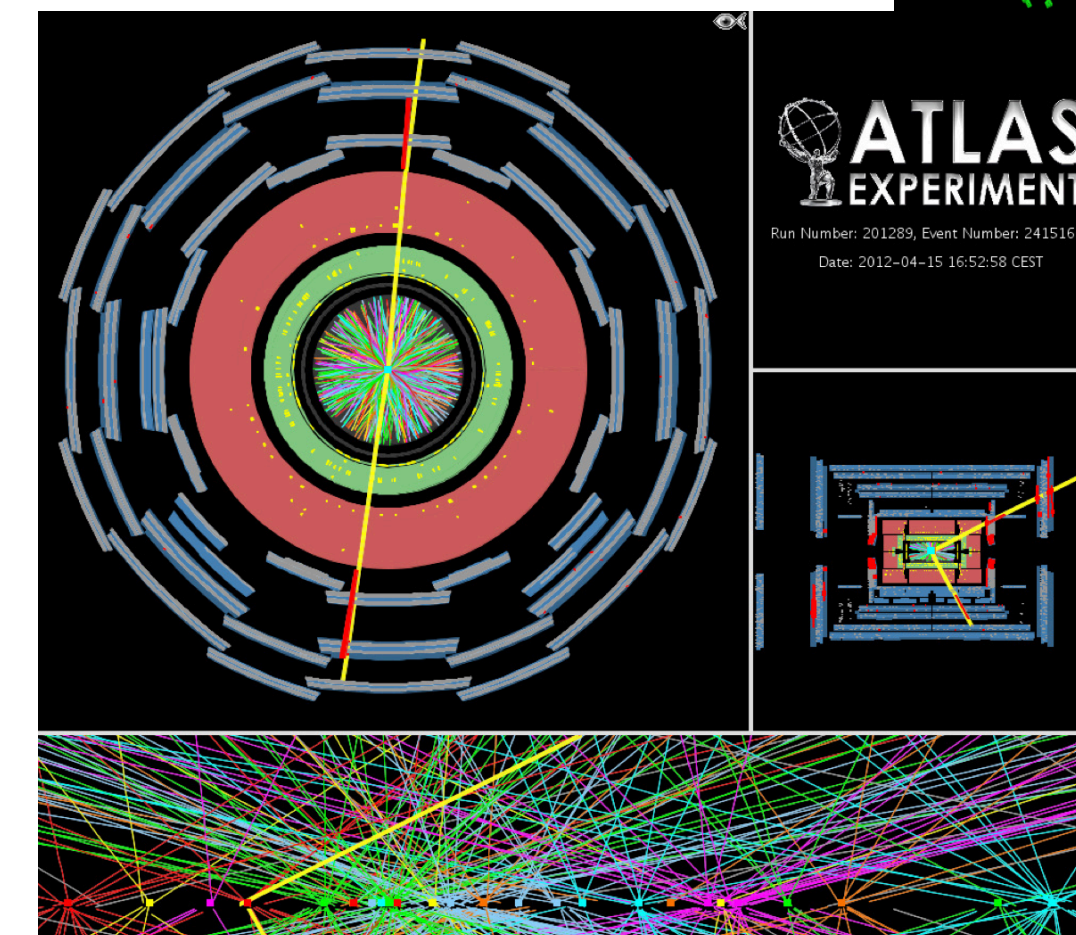 ATLAS
EXPERIMENT
Run Number: 201289, Event Number: 241516
Date: 2012-04-15 16:52:58 CEST